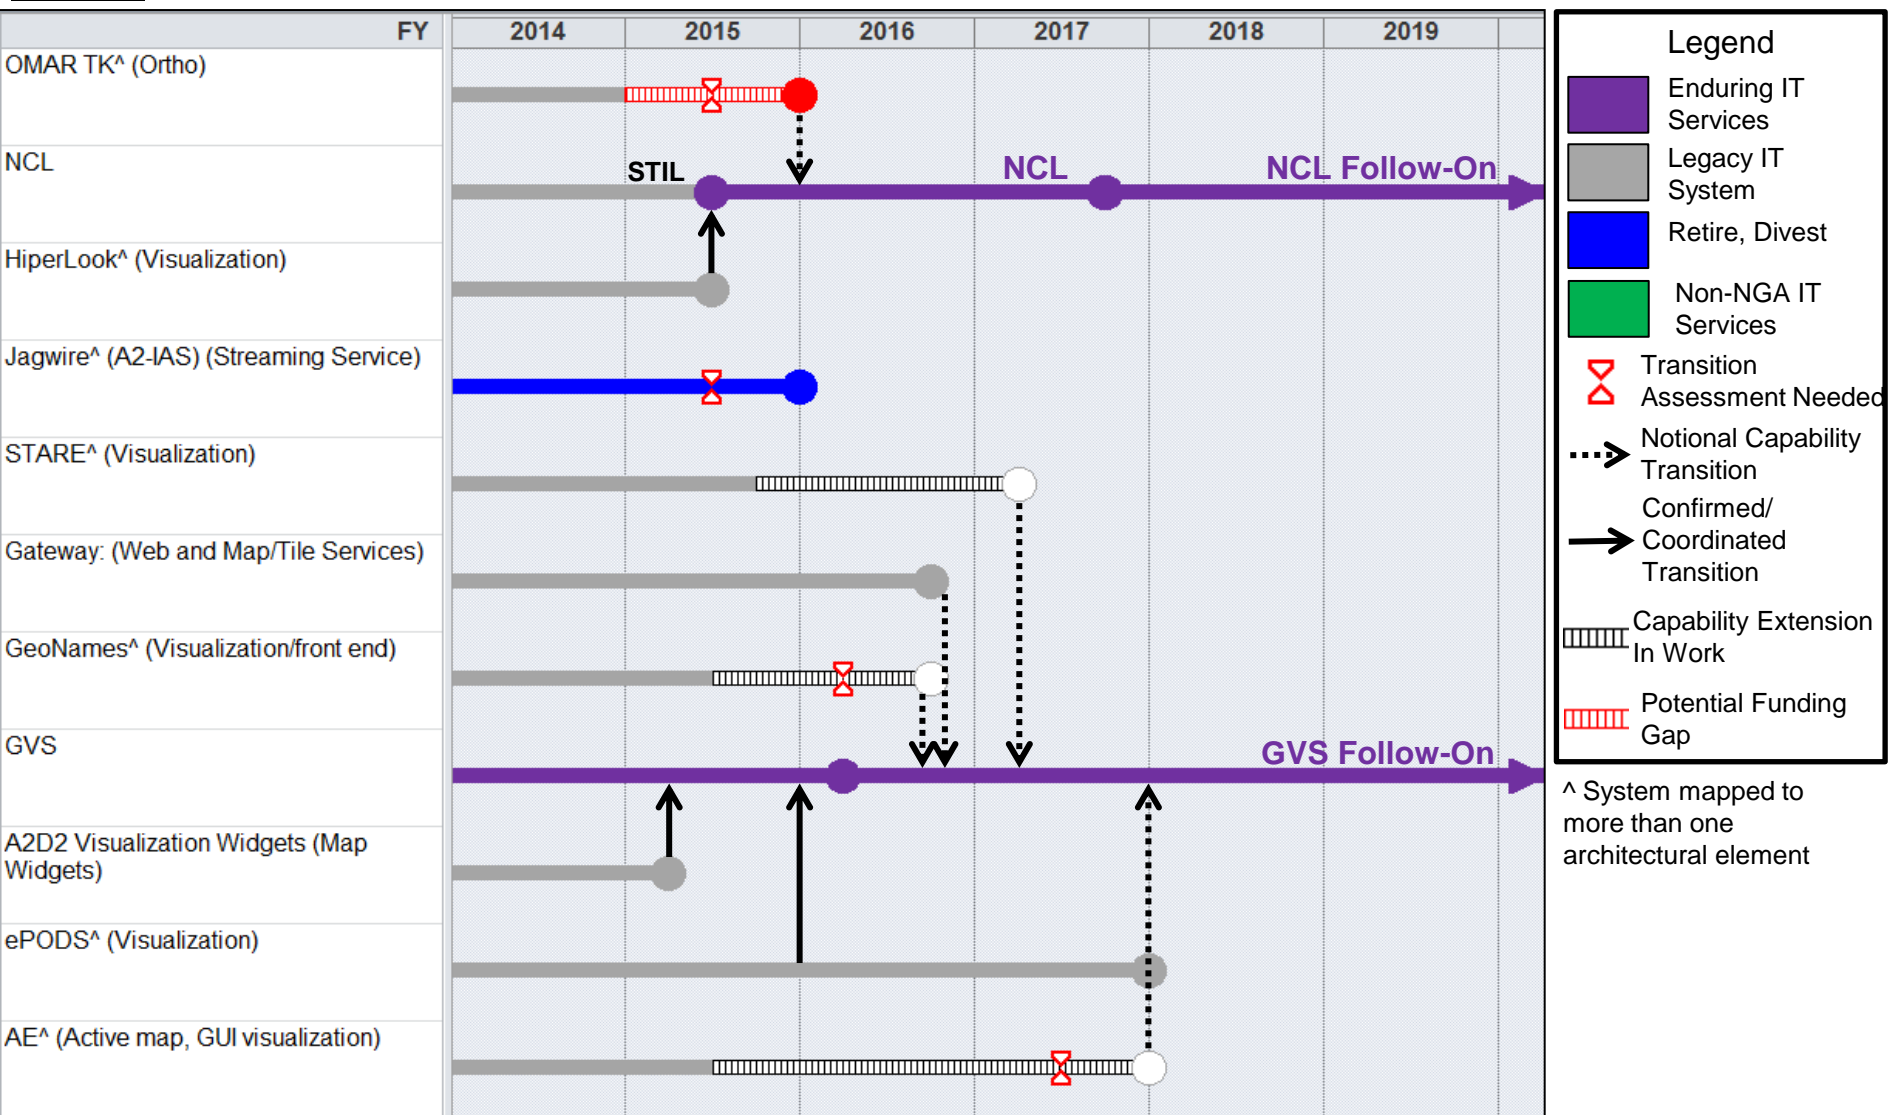 FY
2014 2015 2016 2017 2018 2019
OMAR TK^ (Ortho)
NCL
STIL
NCL
NCL Follow-On
HiperLook^ (Visualization)
Jagwire^ (A2-IAS) (Streaming Service)
STARE^ (Visualization)
Gateway: (Web and Map/Tile Services)
GeoNames^ (Visualization/front end)
GVS
GVS Follow-On
A2D2 Visualization Widgets (Map
Widgets)
ePODS^ (Visualization)
AE^ (Active map, GUI visualization)
Legend
Enduring IT
Services
Legacy IT
System
Retire, Divest
Non-NGA IT
Services
Transition
Assessment Needed
Notional Capability
Transition
Confirmed/
Coordinated
Transition
Capability Extension
In Work
Potential Funding
Gap
^ System mapped to
more than one
architectural element